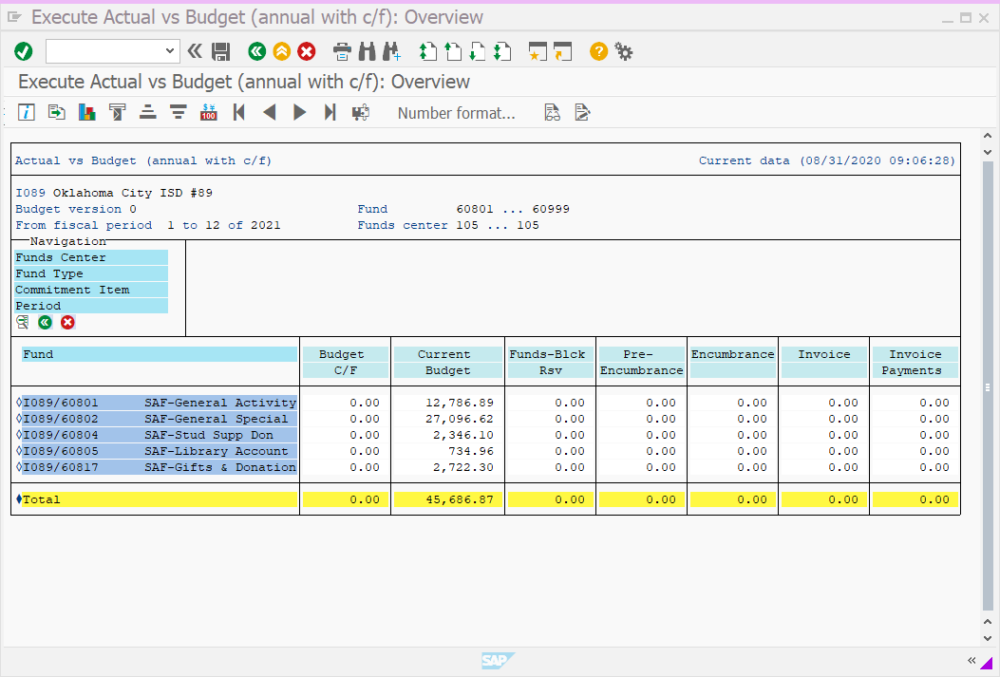 Execute Actual vs Budget (annual with c/f): Overview
Execute Actual vs Budget (annual with c/f): Overview
Number format...
Actual vs Budget (annual with c/f) Current data (08/31/2020 09:06:28)
I089 Oklahoma City ISD #89
Budget version 0 Fund 60801 ... 60999
From fiscal period 1 to 12 of 2021 Funds center 105 ... 105
Navigation
Funds Center
Fund Type
Commitment Item
Period
Fund Budget Current Funds-Blck Pre- Encumbrance Invoice Invoice
C/F Budget Rsv Encumbrance Payments
I089/60801 SAF-General Activity 0.00 12,786.89 0.00 0.00 0.00 0.00 0.00
I089/60802 SAF-General Special 0.00 27,096.62 0.00 0.00 0.00 0.00 0.00
I089/60804 SAF-Stud Supp Don 0.00 2,346.10 0.00 0.00 0.00 0.00 0.00
I089/60805 SAF-Library Account 0.00 734.96 0.00 0.00 0.00 0.00 0.00
I089/60817 SAF-Gifts & Donation 0.00 2,722.30 0.00 0.00 0.00 0.00 0.00
Total 0.00 45,686.87 0.00 0.00 0.00 0.00 0.00
SAP